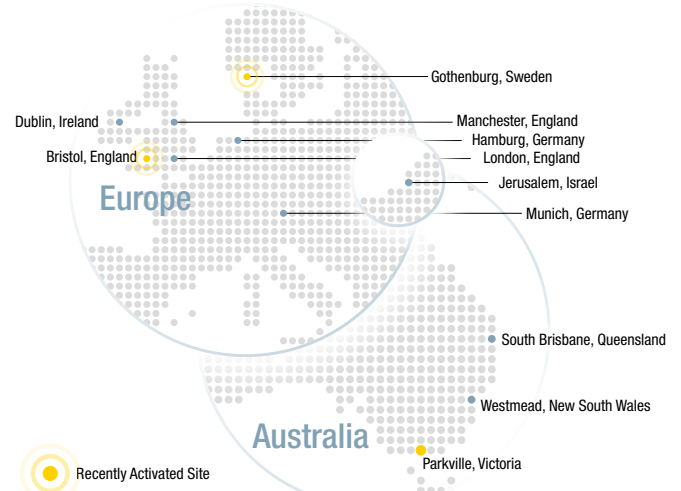 Gothenburg, Sweden
Dublin, Ireland
Manchester, England
Hamburg, Germany
Bristol, England
London, England
Jerusalem, Israel
Europe
Munich, Germany
South Brisbane, Queensland
Westmead, New South Wales
Australia
Parkville, Victoria
Recently Activated Site